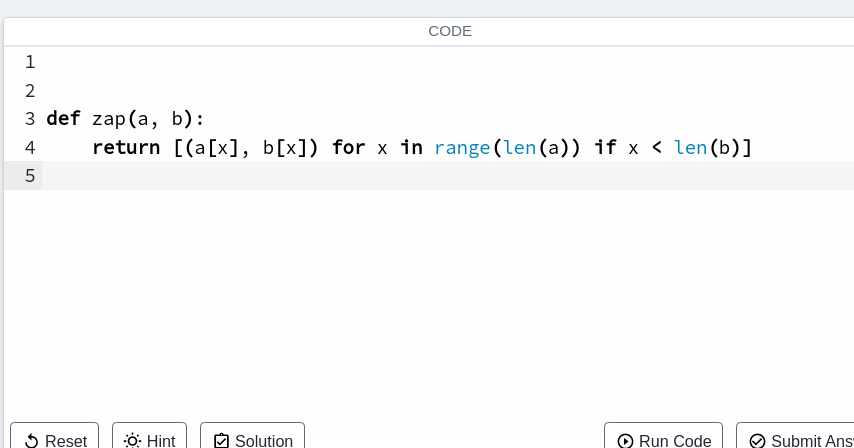 CODE
1
2
3 def zap(a, b):
4     return [(a[x], b[x]) for x in range(len(a)) if x < len(b)]
5
Reset Hint Solution Run Code Submit